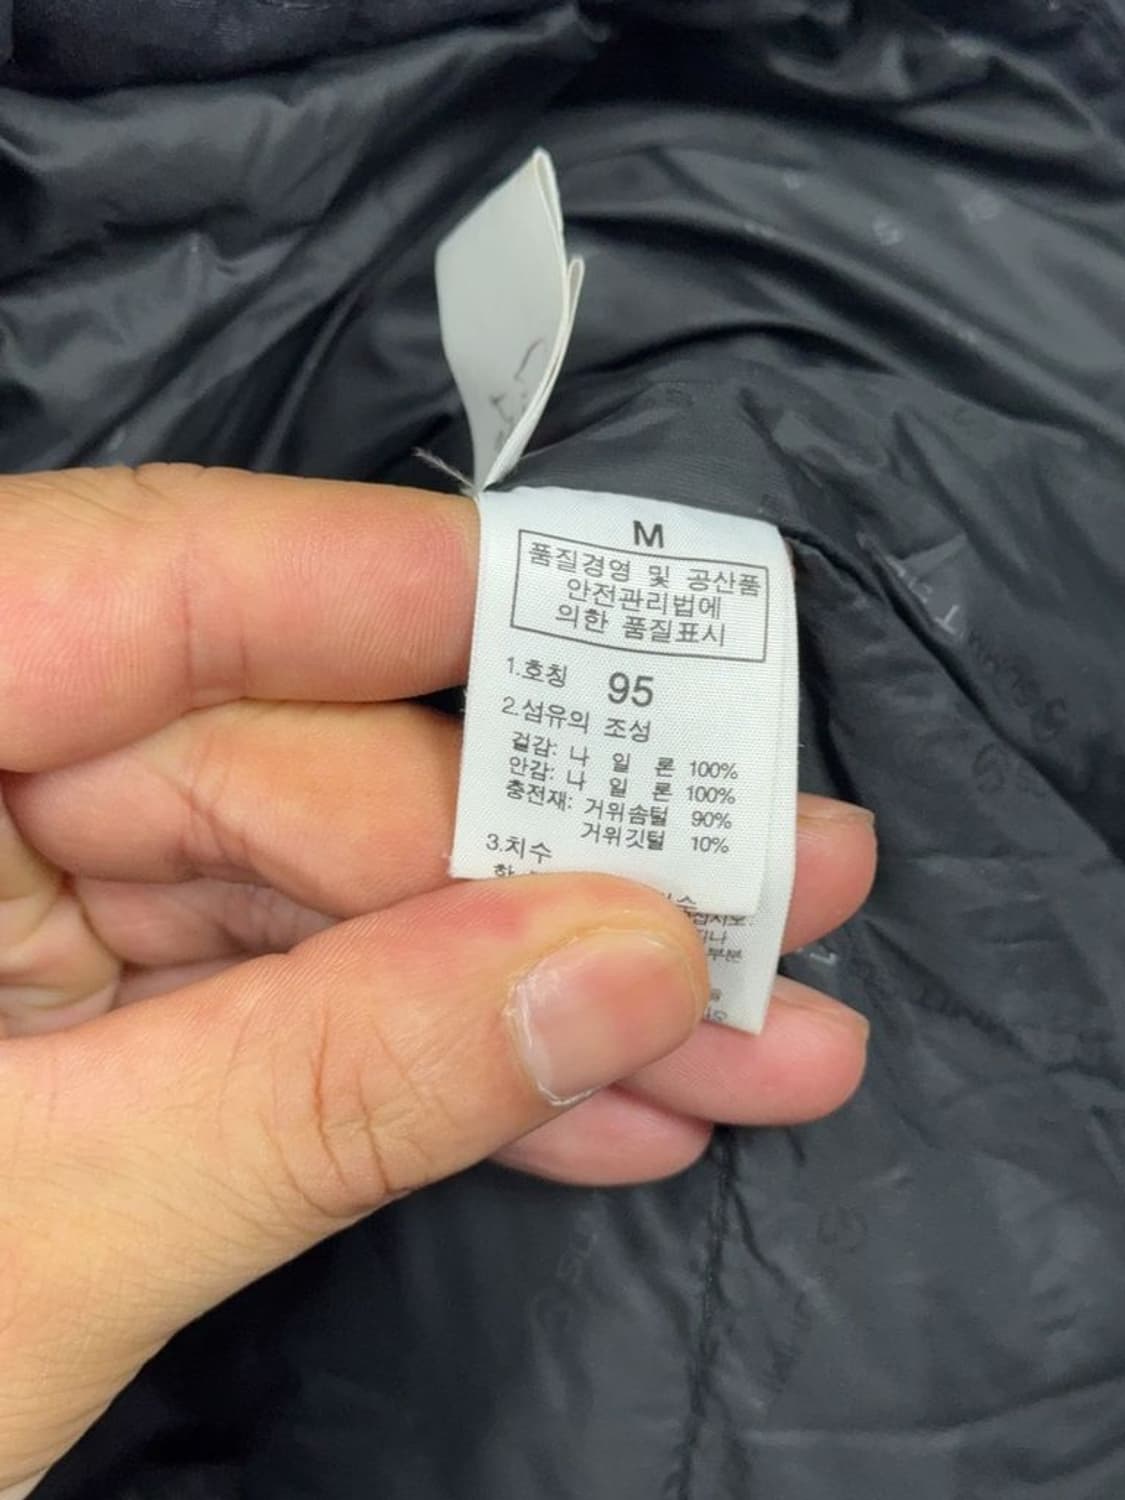 M
품질경영 및 공산품
안전관리법에
의한 품질표시
1.호칭 95
2.섬유의 조성
겉감: 나 일 론 100%
안감: 나 일 론 100%
충전재: 거위솜털 90%
거위깃털 10%
3.치수